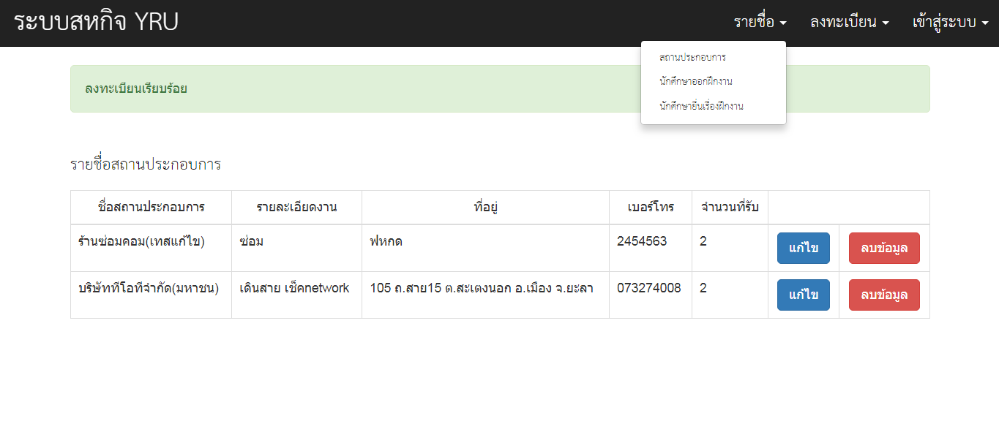 ระบบสหกิจ YRU รายชื่อ ลงทะเบียน เข้าสู่ระบบ
สถานประกอบการ
นักศึกษาออกฝึกงาน
นักศึกษายื่นเรื่องฝึกงาน
ลงทะเบียนเรียบร้อย
รายชื่อสถานประกอบการ
ชื่อสถานประกอบการ รายละเอียดงาน ที่อยู่ เบอร์โทร จำนวนที่รับ
ร้านซ่อมคอม(เทสแก้ไข) ซ่อม ฟหกด 2454563 2 แก้ไข ลบข้อมูล
บริษัททีโอทีจำกัด(มหาชน) เดินสาย เช็คnetwork 105 ถ.สาย15 ต.สะเตงนอก อ.เมือง จ.ยะลา 073274008 2 แก้ไข ลบข้อมูล